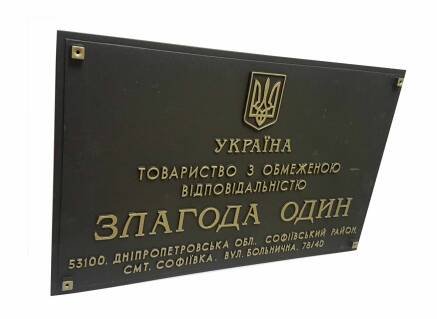 УКРАЇНА
ТОВАРИСТВО З ОБМЕЖЕНОЮ
ВІДПОВІДАЛЬНІСТЮ
ЗЛАГОДА ОДИН
53100, ДНІПРОПЕТРОВСЬКА ОБЛ., СОФІЇВСЬКИЙ РАЙОН,
СМТ. СОФІЇВКА, ВУЛ. БОЛЬНИЧНА, 78/40